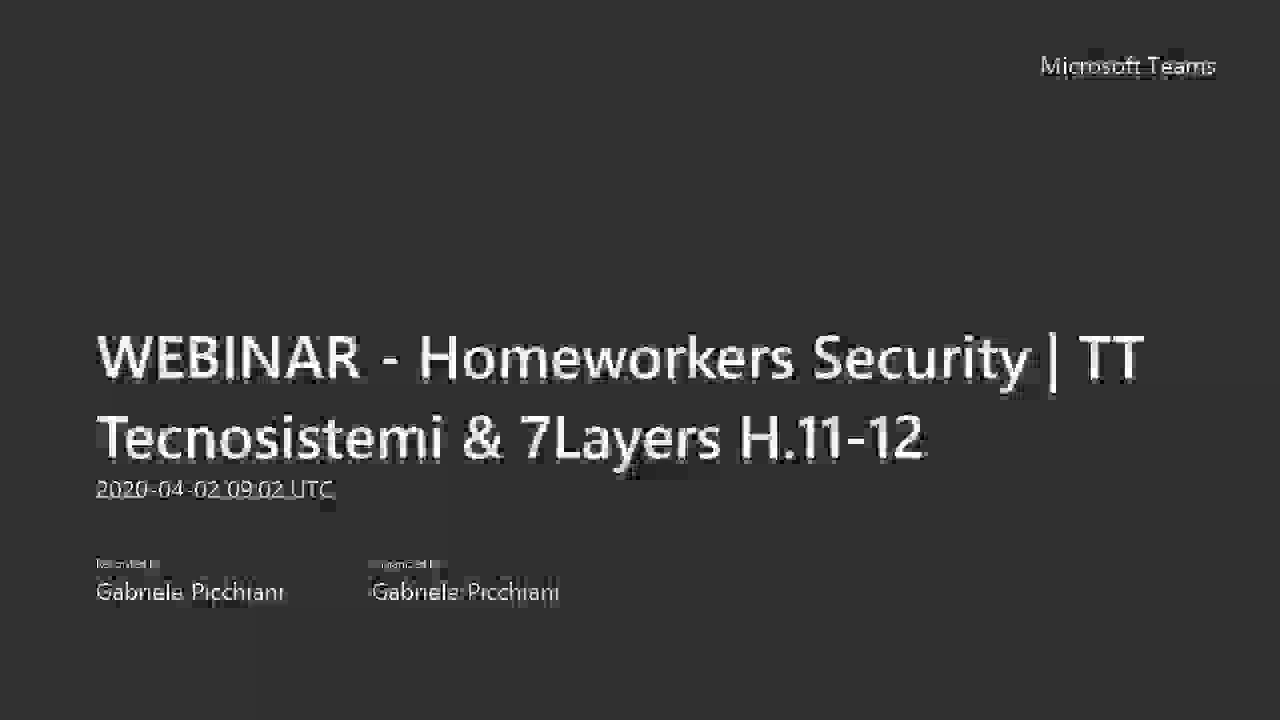 Microsoft Teams
WEBINAR - Homeworkers Security | TT
Tecnosistemi & 7Layers H.11-12
2020-04-02 09:02 UTC
Gabriele Picchiani Gabriele Picchiani